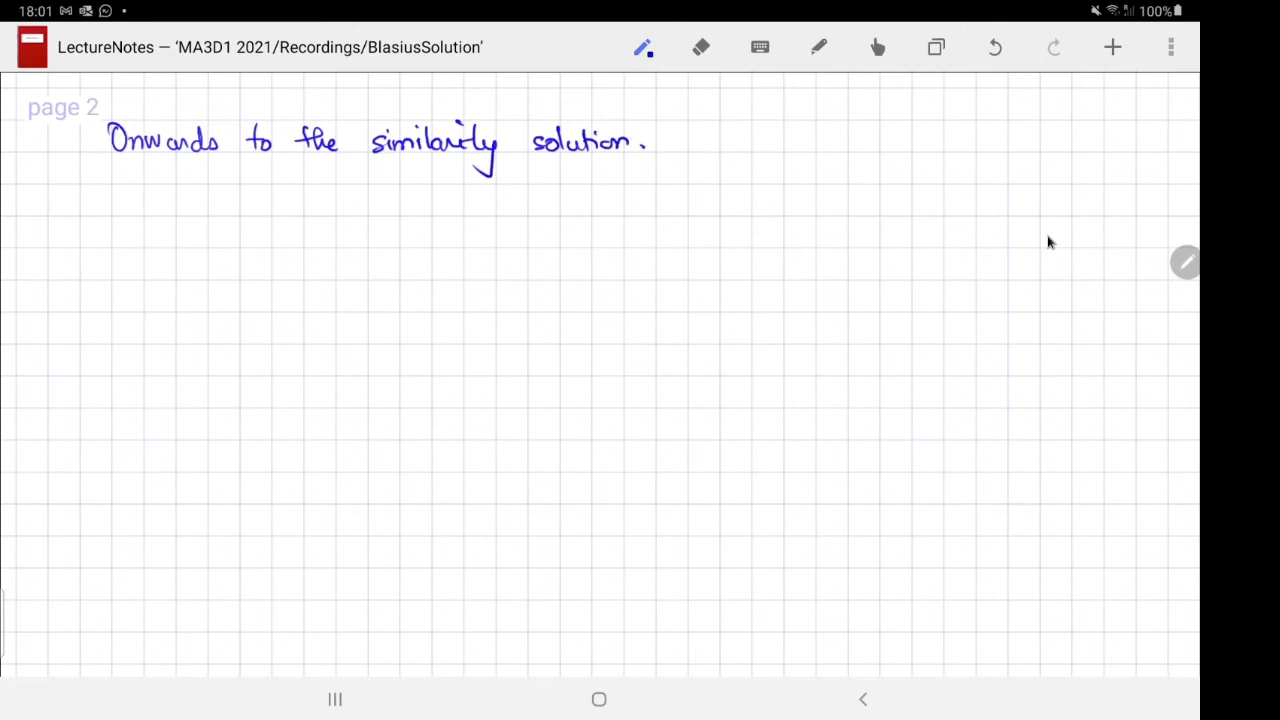 18:01 100%
LectureNotes — ‘MA3D1 2021/Recordings/BlasiusSolution’
page 2
Onwards to the similarity solution.